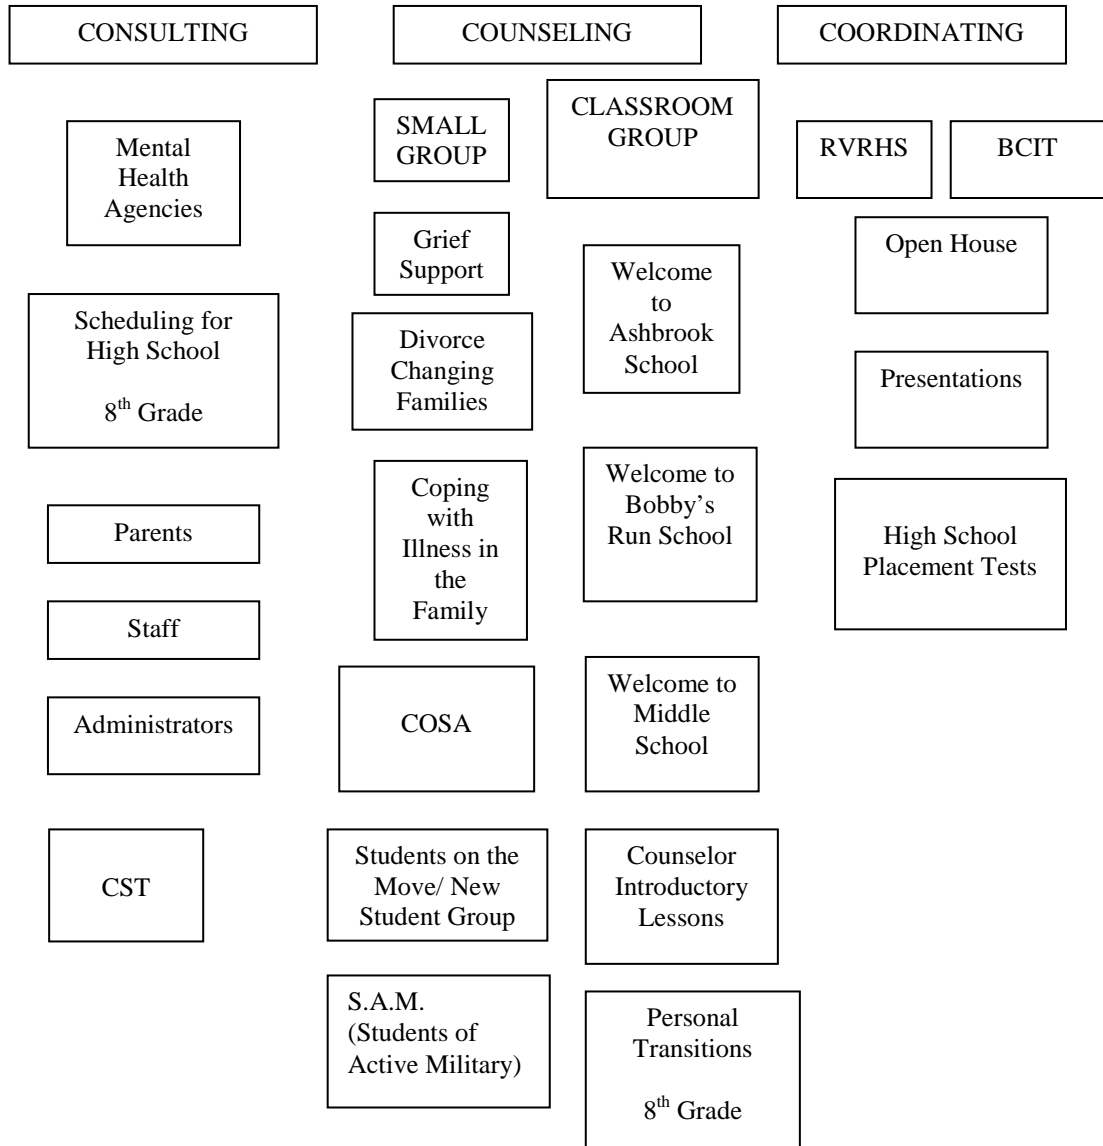 CONSULTING
COUNSELING
COORDINATING
Mental
Health
Agencies
Scheduling for
High School
8th Grade
Parents
Staff
Administrators
CST
SMALL
GROUP
Grief
Support
Divorce
Changing
Families
Coping
with
Illness in
the
Family
COSA
Students on the
Move/ New
Student Group
S.A.M.
(Students of
Active Military)
CLASSROOM
GROUP
Welcome
to
Ashbrook
School
Welcome to
Bobby’s
Run School
Welcome to
Middle
School
Counselor
Introductory
Lessons
Personal
Transitions
8th Grade
RVRHS
BCIT
Open House
Presentations
High School
Placement Tests